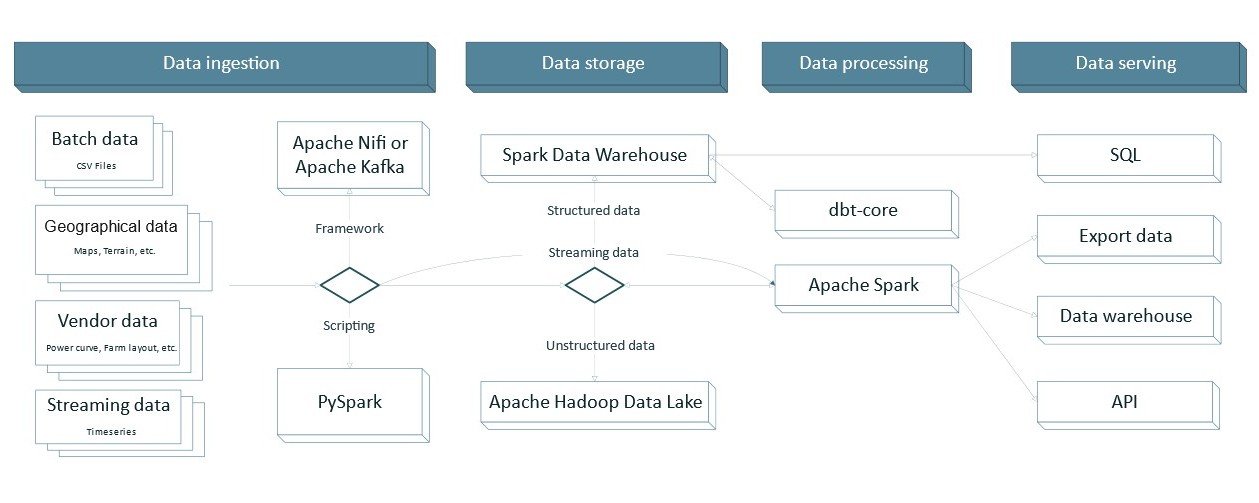 Data ingestion
Data storage
Data processing
Data serving
Batch data
CSV Files
Geographical data
Maps, Terrain, etc.
Vendor data
Power curve, Farm layout, etc.
Streaming data
Timeseries
Apache Nifi or
Apache Kafka
Framework
Scripting
PySpark
Spark Data Warehouse
Structured data
Streaming data
Unstructured data
Apache Hadoop Data Lake
dbt-core
Apache Spark
SQL
Export data
Data warehouse
API